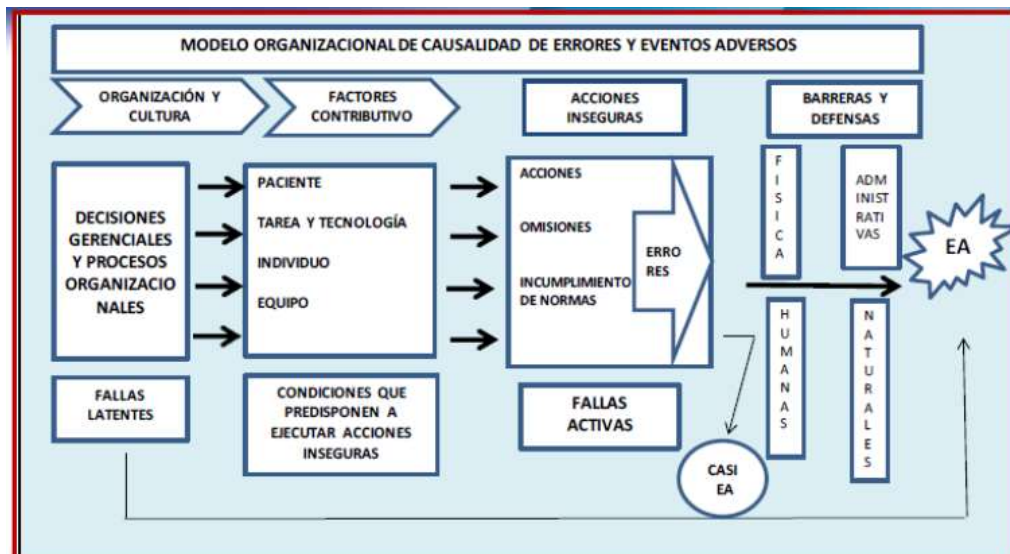 MODELO ORGANIZACIONAL DE CAUSALIDAD DE ERRORES Y EVENTOS ADVERSOS
ORGANIZACIÓN Y
CULTURA
FACTORES
CONTRIBUTIVO
ACCIONES
INSEGURAS
BARRERAS Y
DEFENSAS
DECISIONES
GERENCIALES
Y PROCESOS
ORGANIZACIO
NALES
PACIENTE
TAREA Y TECNOLOGÍA
INDIVIDUO
EQUIPO
ACCIONES
OMISIONES
INCUMPLIMIENTO
DE NORMAS
ERRO
RES
F
I
S
I
C
A
ADM
INIST
RATI
VAS
EA
H
U
M
A
N
A
S
N
A
T
U
R
A
L
E
S
FALLAS
LATENTES
CONDICIONES QUE
PREDISPONEN A
EJECUTAR ACCIONES
INSEGURAS
FALLAS
ACTIVAS
CASI
EA